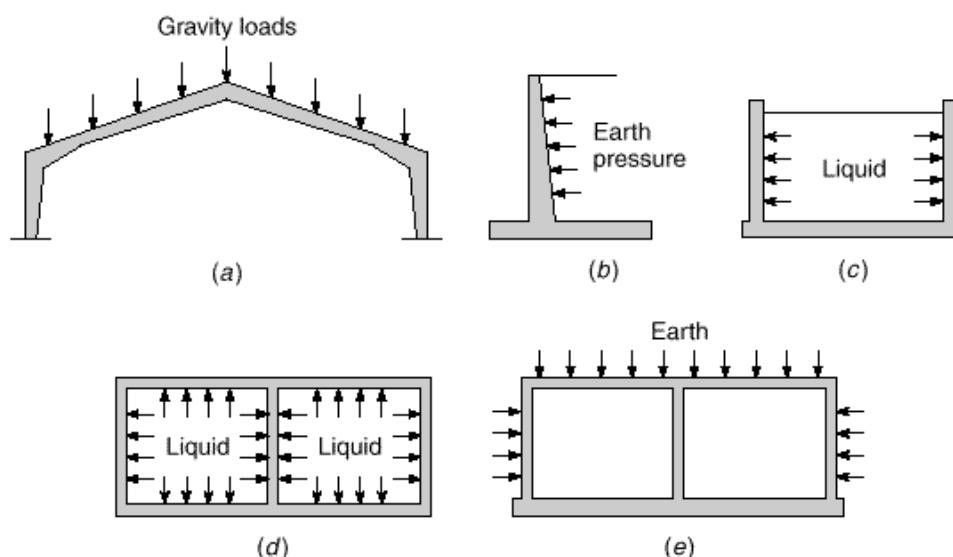 Gravity loads
(a)
Earth
pressure
(b)
Liquid
(c)
Liquid
Liquid
(d)
Earth
(e)